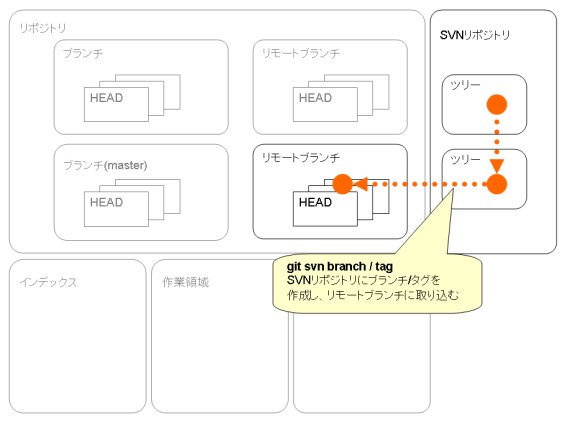 リポジトリ
SVNリポジトリ
ブランチ
HEAD
リモートブランチ
HEAD
ツリー
ツリー
ブランチ(master)
HEAD
リモートブランチ
HEAD
git svn branch / tag
SVNリポジトリにブランチ/タグを
作成し、リモートブランチに取り込む
インデックス
作業領域